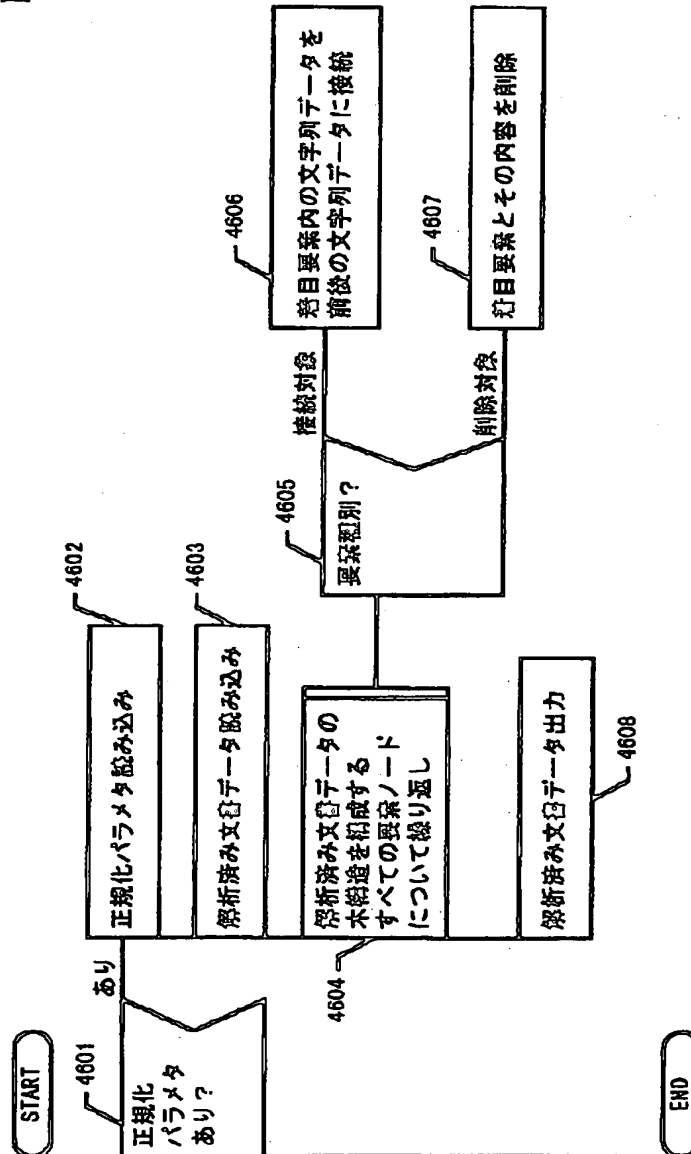 START
4601
正規化
パラメタ
あり?
あり
4602
正規化パラメタ読み込み
4603
解析済み文書データ読み込み
4604
解析済み文書データの
木構造を構成する
すべての要素ノード
について繰り返し
4605
要素種別?
接続対象
4606
着目要素内の文字列データを
前後の文字列データに接続
削除対象
4607
着目要素とその内容を削除
4608
解析済み文書データ出力
END